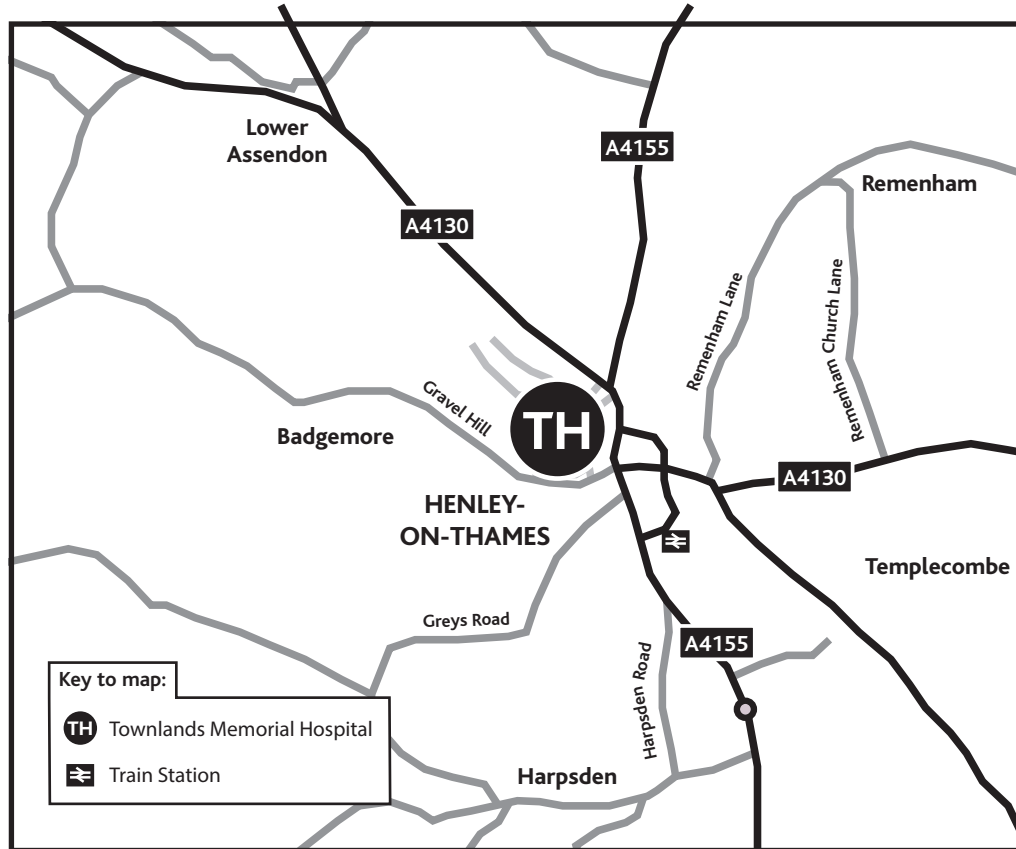 Lower
Assendon
A4155
Remenham
A4130
Remenham Lane
Remenham Church Lane
Gravel Hill
TH
Badgemore
A4130
HENLEY-
ON-THAMES
Templecombe
Greys Road
A4155
Harpsden Road
Key to map:
TH Townlands Memorial Hospital
Train Station
Harpsden